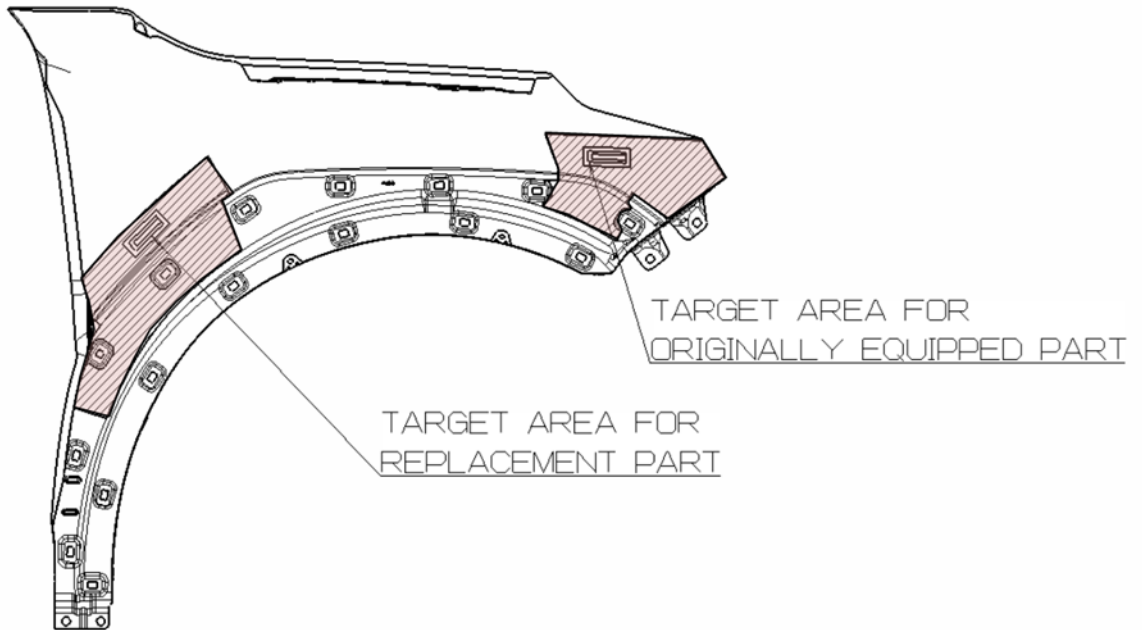 TARGET AREA FOR
ORIGINALLY EQUIPPED PART
TARGET AREA FOR
REPLACEMENT PART